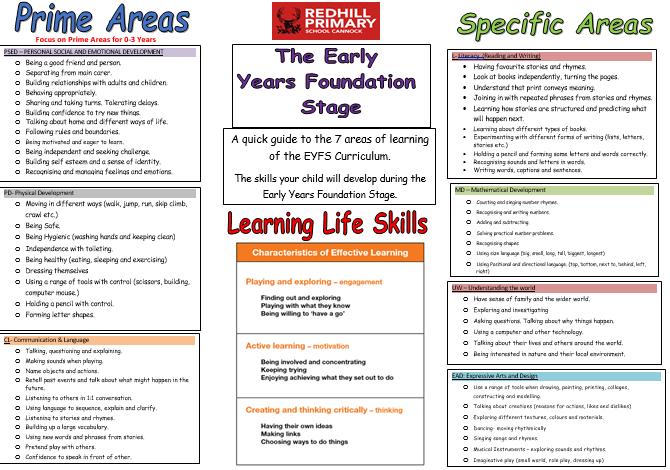 Prime Areas
Focus on Prime Areas for 0-3 Years
PSED – PERSONAL SOCIAL AND EMOTIONAL DEVELOPMENT
Being a good friend and person.
Separating from main carer.
Building relationships with adults and children.
Behaving appropriately.
Sharing and taking turns. Tolerating delays.
Building confidence to try new things.
Talking about home and different ways of life.
Following rules and boundaries.
Being motivated and eager to learn.
Being independent and seeking challenge.
Building self esteem and a sense of identity.
Recognising and managing feelings and emotions.
PD- Physical Development
Moving in different ways (walk, jump, run, skip climb,
crawl etc.)
Being Safe.
Being Hygienic (washing hands and keeping clean)
Independence with toileting.
Being healthy (eating, sleeping and exercising)
Dressing themselves
Using a range of tools with control (scissors, building,
computer mouse.)
Holding a pencil with control.
Forming letter shapes.
CL- Communication & Language
Talking, questioning and explaining.
Making sounds when playing.
Name objects and actions.
Retell past events and talk about what might happen in the
future.
Listening to others in 1:1 conversation.
Using language to sequence, explain and clarify.
Listening to stories and rhymes.
Building up a large vocabulary.
Using new words and phrases from stories.
Pretend play with others.
Confidence to speak in front of other.
REDHILL
PRIMARY
SCHOOL CANNOCK
The Early
Years Foundation
Stage
A quick guide to the 7 areas of learning
of the EYFS Curriculum.
The skills your child will develop during the
Early Years Foundation Stage.
Learning Life Skills
Characteristics of Effective Learning
Playing and exploring – engagement
Finding out and exploring
Playing with what they know
Being willing to 'have a go'
Active learning – motivation
Being involved and concentrating
Keeping trying
Enjoying achieving what they set out to do
Creating and thinking critically – thinking
Having their own ideas
Making links
Choosing ways to do things
Specific Areas
L- Literacy (Reading and Writing)
Having favourite stories and rhymes.
Look at books independently, turning the pages.
Understand that print conveys meaning.
Joining in with repeated phrases from stories and rhymes.
Learning how stories are structured and predicting what
will happen next.
Learning about different types of books.
Experimenting with different forms of writing (lists, letters,
stories etc.)
Holding a pencil and forming some letters and words correctly.
Recognising sounds and letters in words.
Writing words, captions and sentences.
MD – Mathematical Development
Counting and singing number rhymes.
Recognising and writing numbers.
Adding and subtracting.
Solving practical number problems.
Recognising shapes
Using size language (big, small, long, tall, biggest, longest)
Using Positional and directional language. (top, bottom, next to, behind, left,
right)
UW – Understanding the world
Have sense of family and the wider world.
Exploring and investigating
Asking questions. Talking about why things happen.
Using a computer and other technology.
Talking about their lives and others around the world.
Being interested in nature and their local environment.
EAD: Expressive Arts and Design
Use a range of tools when drawing, painting, printing, collages,
constructing and modelling.
Talking about creations (reasons for actions, likes and dislikes)
Exploring different textures, colours and materials.
Dancing- moving rhythmically
Singing songs and rhymes.
Musical Instruments – exploring sounds and rhythms.
Imaginative play (small world, role play, dressing up)